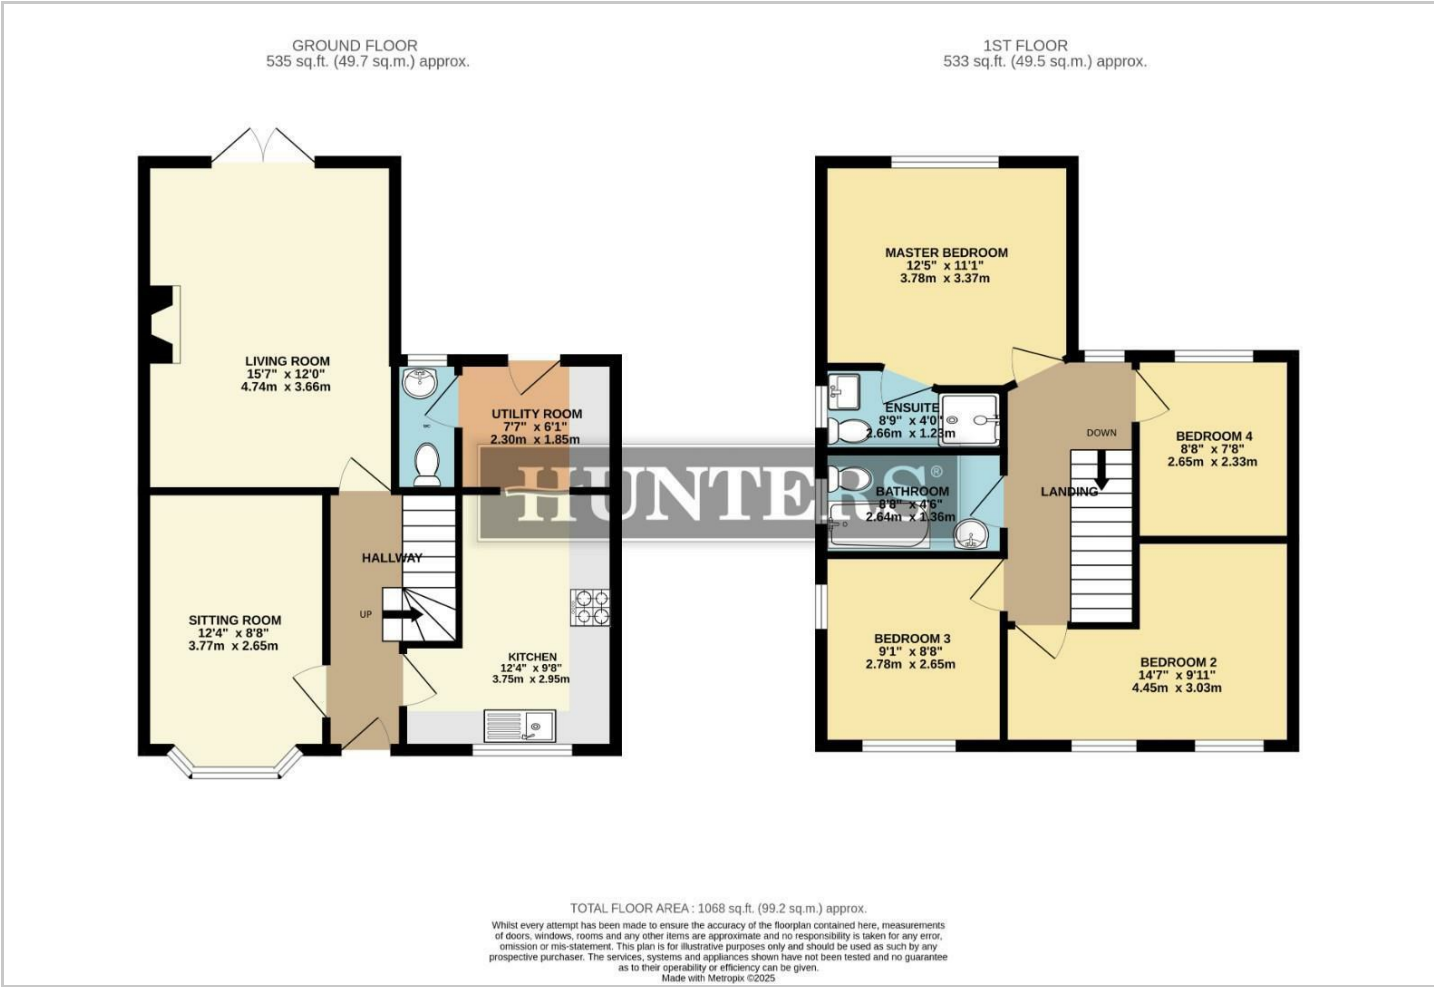 GROUND FLOOR
535 sq.ft. (49.7 sq.m.) approx.
1ST FLOOR
533 sq.ft. (49.5 sq.m.) approx.
LIVING ROOM
15'7" x 12'0"
4.74m x 3.66m
WC
UTILITY ROOM
7'7" x 6'1"
2.30m x 1.85m
HALLWAY
UP
SITTING ROOM
12'4" x 8'8"
3.77m x 2.65m
KITCHEN
12'4" x 9'8"
3.75m x 2.95m
MASTER BEDROOM
12'5" x 11'1"
3.78m x 3.37m
ENSUITE
8'9" x 4'0"
2.66m x 1.23m
DOWN
BEDROOM 4
8'8" x 7'8"
2.65m x 2.33m
HUNTERS®
BATHROOM
8'8" x 4'6"
2.64m x 1.36m
LANDING
BEDROOM 3
9'1" x 8'8"
2.78m x 2.65m
BEDROOM 2
14'7" x 9'11"
4.45m x 3.03m
TOTAL FLOOR AREA : 1068 sq.ft. (99.2 sq.m.) approx.
Whilst every attempt has been made to ensure the accuracy of the floorplan contained here, measurements
of doors, windows, rooms and any other items are approximate and no responsibility is taken for any error,
omission or mis-statement. This plan is for illustrative purposes only and should be used as such by any
prospective purchaser. The services, systems and appliances shown have not been tested and no guarantee
as to their operability or efficiency can be given.
Made with Metropix ©2025